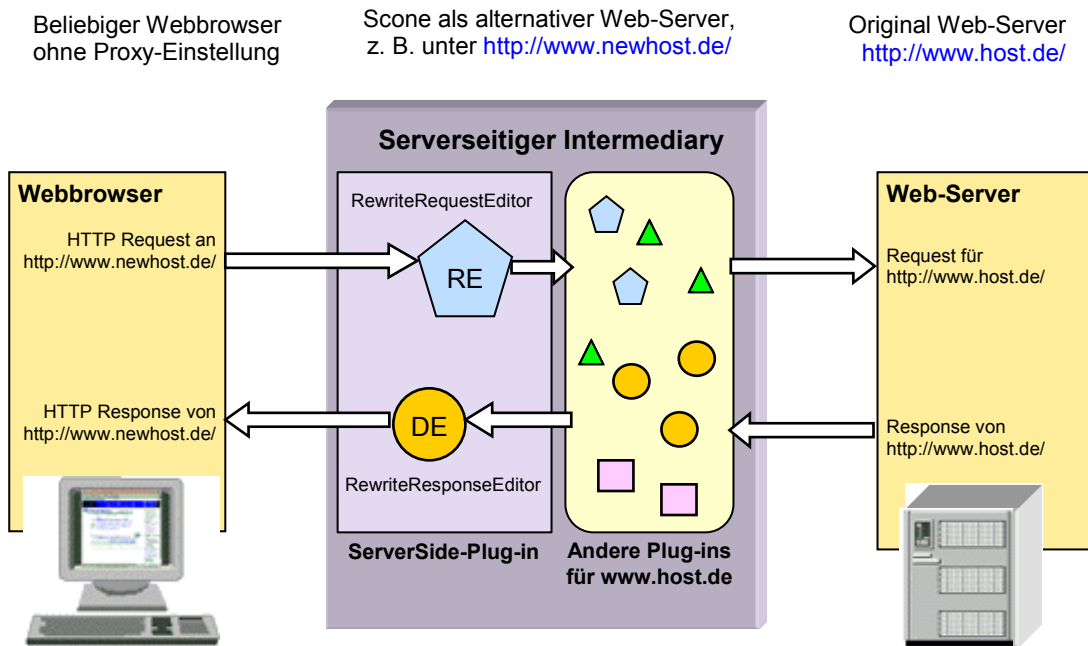 Beliebiger Webbrowser
ohne Proxy-Einstellung
Scone als alternativer Web-Server,
z. B. unter http://www.newhost.de/
Original Web-Server
http://www.host.de/
Serverseitiger Intermediary
Webbrowser
HTTP Request an
http://www.newhost.de/
HTTP Response von
http://www.newhost.de/
RewriteRequestEditor
RE
DE
RewriteResponseEditor
ServerSide-Plug-in
Andere Plug-ins
für www.host.de
Web-Server
Request für
http://www.host.de/
Response von
http://www.host.de/